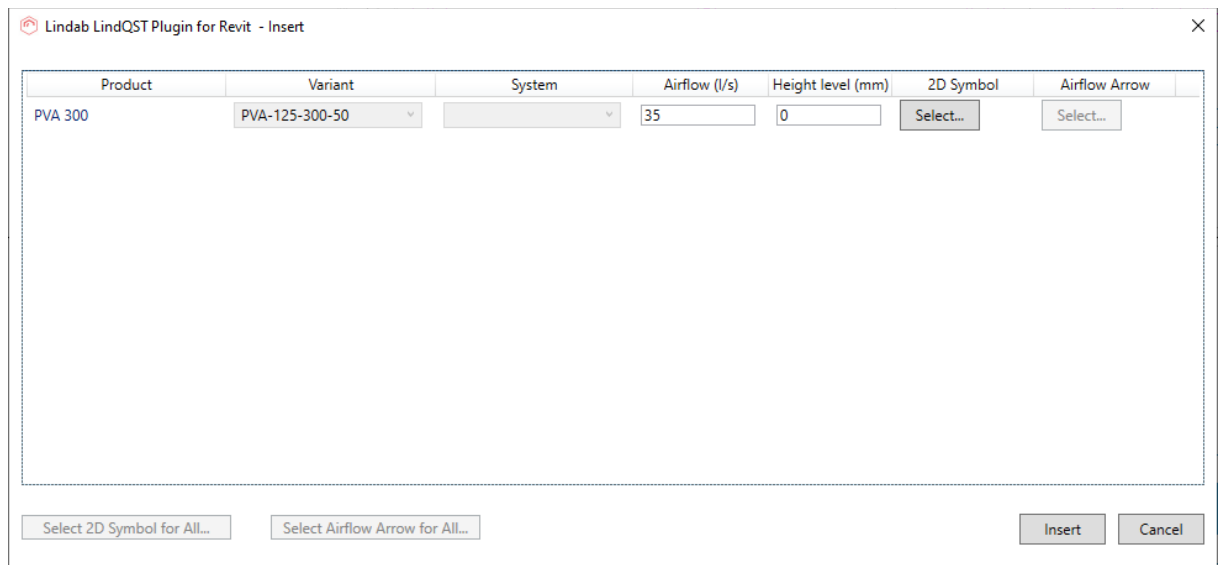 Lindab LindQST Plugin for Revit - Insert
Product Variant System Airflow (l/s) Height level (mm) 2D Symbol Airflow Arrow
PVA 300 PVA-125-300-50 35 0 Select... Select...
Select 2D Symbol for All... Select Airflow Arrow for All... Insert Cancel